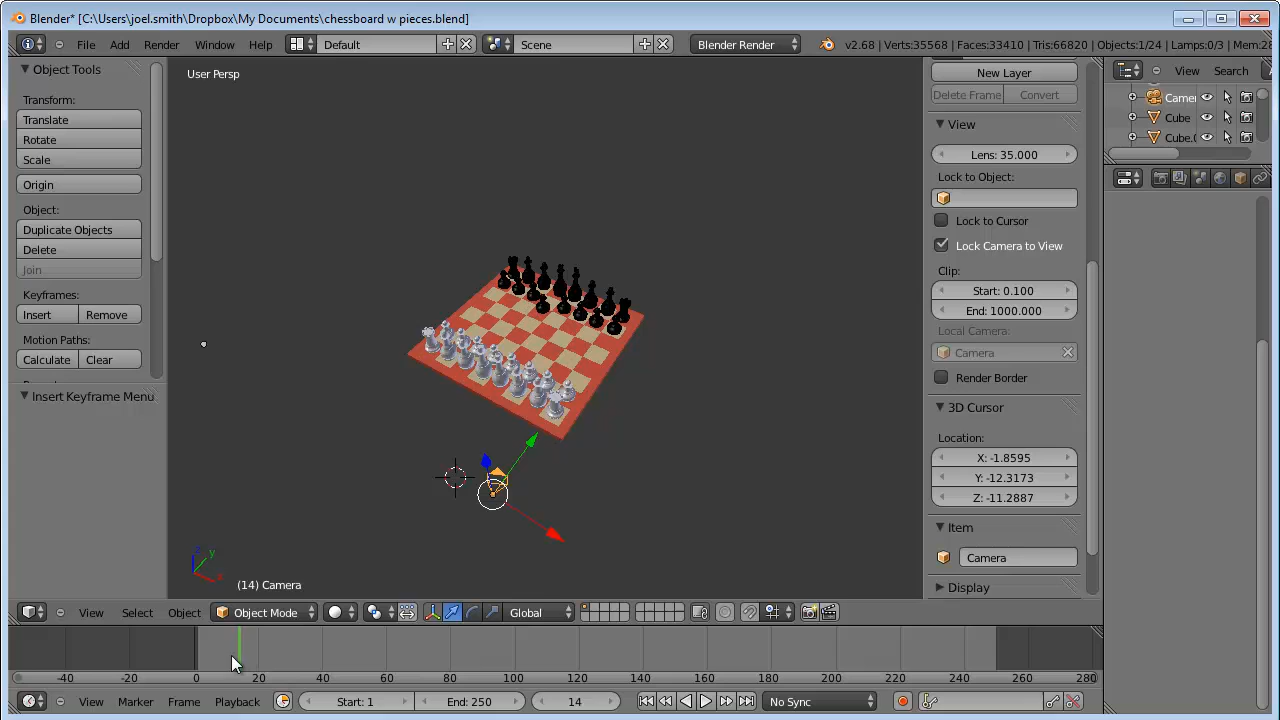 Blender* [C:\Users\joel.smith\Dropbox\My Documents\chessboard w pieces.blend]
File Add Render Window Help Default Scene Blender Render v2.68 | Verts:35568 | Faces:33410 | Tris:66820 | Objects:1/24 | Lamps:0/3 | Mem:28
Object Tools
Transform:
Translate
Rotate
Scale
Origin
Object:
Duplicate Objects
Delete
Join
Keyframes:
Insert Remove
Motion Paths:
Calculate Clear
Insert Keyframe Menu
User Persp
(14) Camera
z
y
x
New Layer
Delete Frame Convert
View
Lens: 35.000
Lock to Object:
Lock to Cursor
Lock Camera to View
Clip:
Start: 0.100
End: 1000.000
Local Camera:
Camera
Render Border
3D Cursor
Location:
X: -1.8595
Y: -12.3173
Z: -11.2887
Item
Camera
Display
View Search
Camer
Cube
Cube.
View Select Object Object Mode Global
-40 -20 0 20 40 60 80 100 120 140 160 180 200 220 240 260 280
View Marker Frame Playback Start: 1 End: 250 14 No Sync